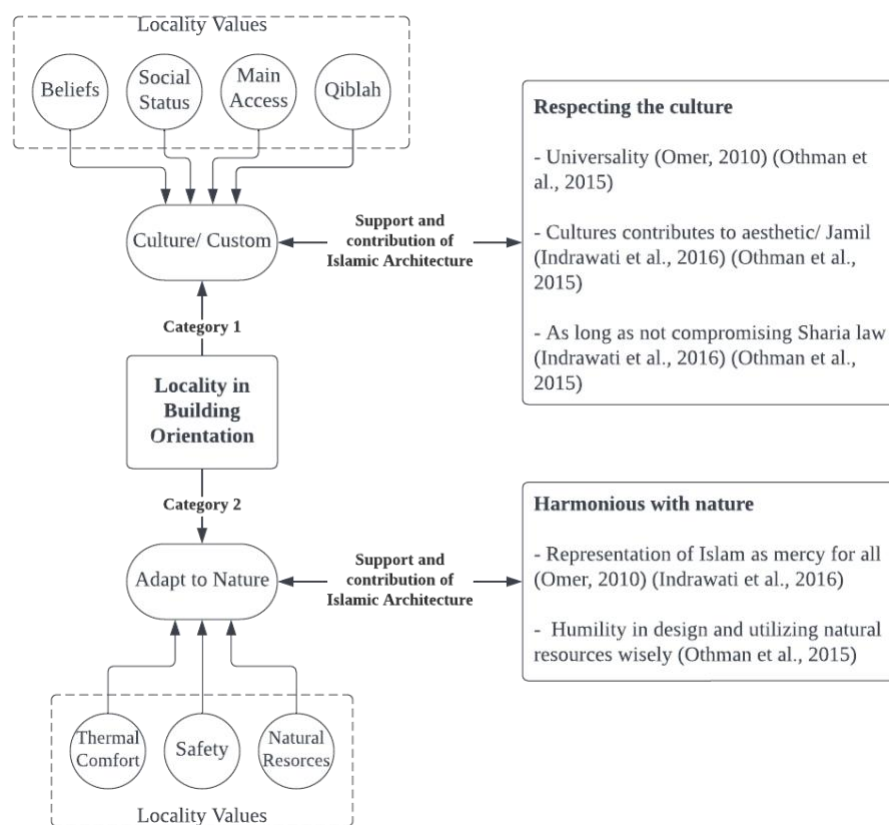 Locality Values
Beliefs
Social
Status
Main
Access
Qiblah
Culture/ Custom
Support and
contribution of
Islamic Architecture
Respecting the culture
- Universality (Omer, 2010) (Othman et
al., 2015)
- Cultures contributes to aesthetic/ Jamil
(Indrawati et al., 2016) (Othman et al.,
2015)
- As long as not compromising Sharia law
(Indrawati et al., 2016) (Othman et al.,
2015)
Category 1
Locality in
Building
Orientation
Category 2
Adapt to Nature
Support and
contribution of
Islamic Architecture
Harmonious with nature
- Representation of Islam as mercy for all
(Omer, 2010) (Indrawati et al., 2016)
- Humility in design and utilizing natural
resources wisely (Othman et al., 2015)
Thermal
Comfort
Safety
Natural
Resorces
Locality Values